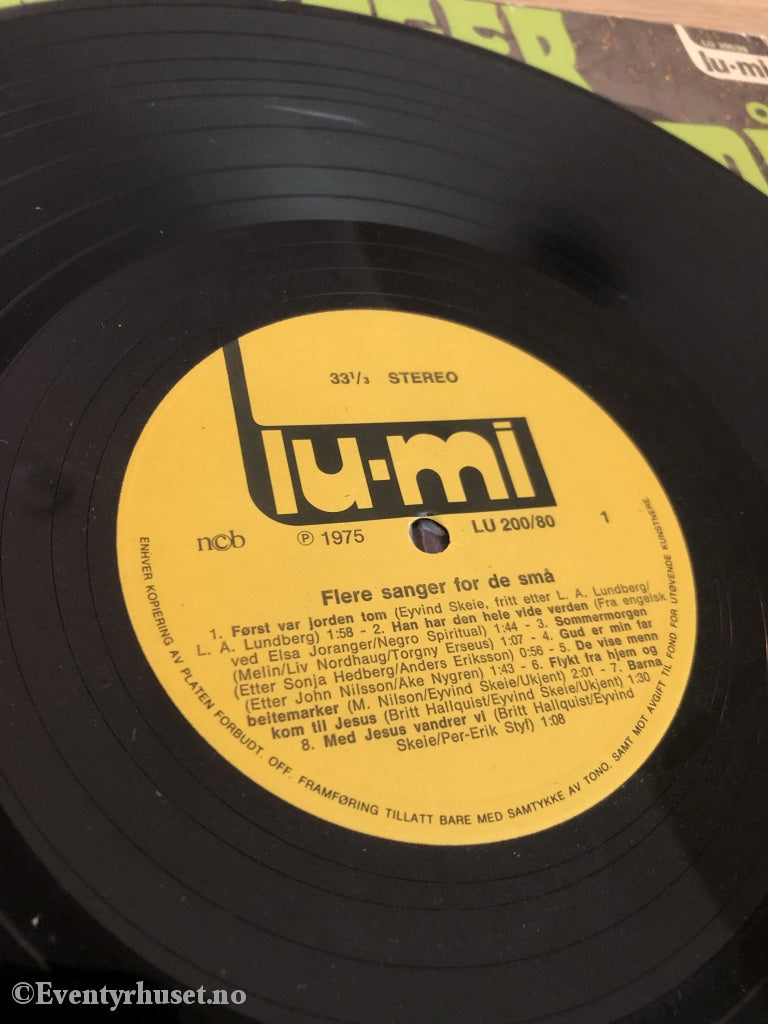 LU 200/80
lu·mi
33¹/₃ STEREO
lu·mi
ncb ℗ 1975 LU 200/80 1
Flere sanger for de små
1. Først var jorden tom (Eyvind Skeie, fritt etter L. A. Lundberg/
L. A. Lundberg) 1:58 - 2. Han har den hele vide verden (Fra engelsk
ved Elsa Joranger/Negro Spiritual) 1:44 - 3. Sommermorgen
(Melin/Liv Nordhaug/Torgny Erseus) 1:07 - 4. Gud er min far
(Etter Sonja Hedberg/Anders Eriksson) 0:56 - 5. De vise menn
(Etter John Nilsson/Åke Nygren) 1:43 - 6. Flykt fra hjem og
beitemarker (M. Nilson/Eyvind Skeie/Ukjent) 2:01 - 7. Barna
kom til Jesus (Britt Hallquist/Eyvind Skeie/Ukjent) 1:30
8. Med Jesus vandrer vi (Britt Hallquist/Eyvind
Skeie/Per-Erik Styf) 1:08
ENHVER KOPIERING AV PLATEN FORBUDT. OFF. FRAMFØRING TILLATT BARE MED SAMTYKKE AV TONO, SAMT MOT AVGIFT TIL FOND FOR UTØVENDE KUNSTNERE
©Eventyrhuset.no